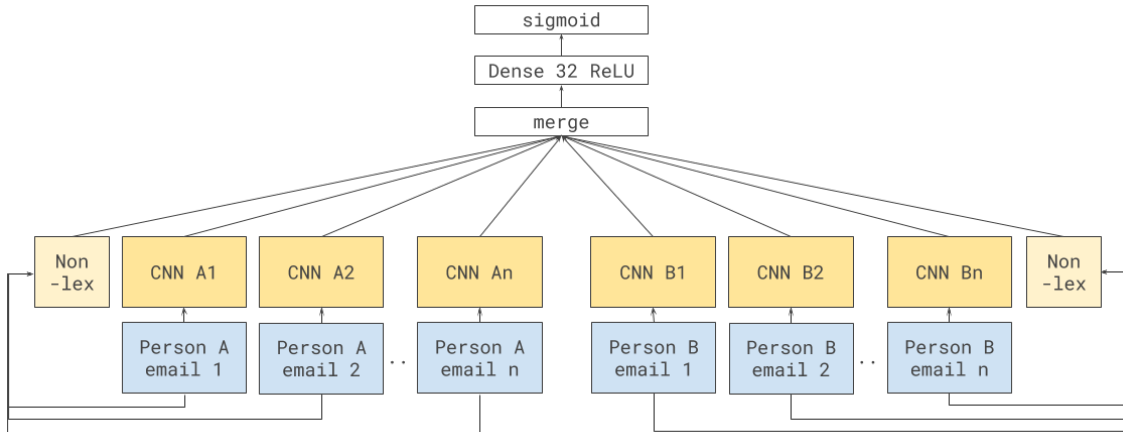 sigmoid
Dense 32 ReLU
merge
Non
-lex
CNN A1
CNN A2
CNN An
CNN B1
CNN B2
CNN Bn
Non
-lex
Person A
email 1
Person A
email 2
..
Person A
email n
Person B
email 1
Person B
email 2
..
Person B
email n